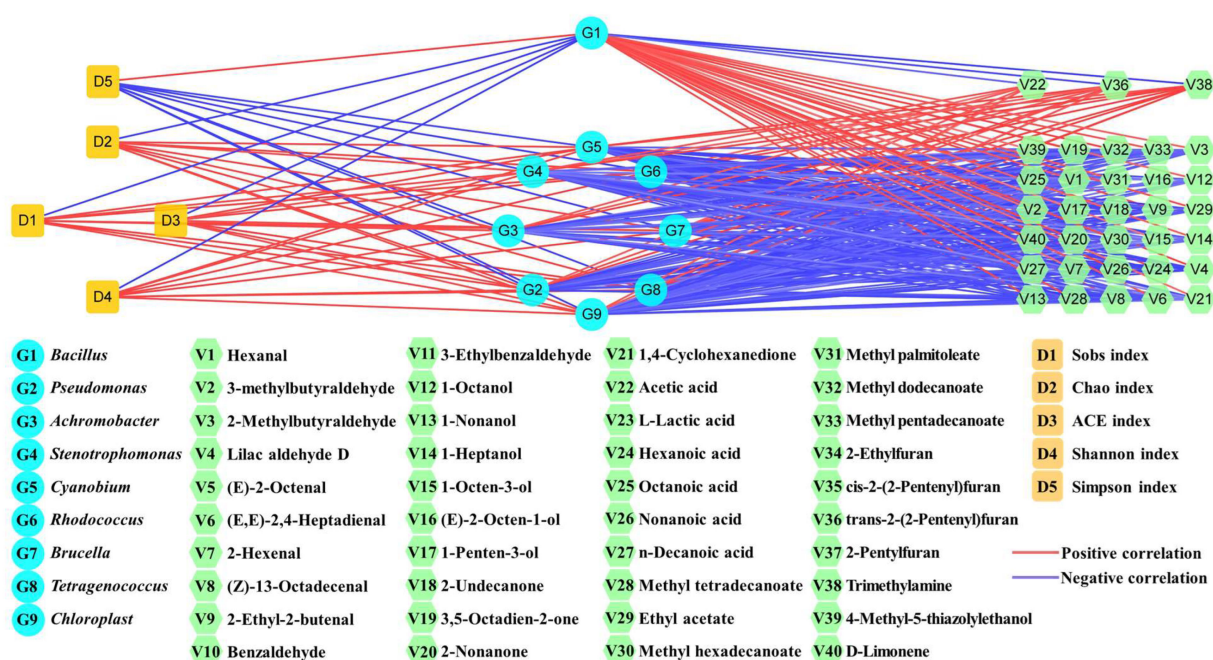 G1
D5
V22 V36 V38
D2
G5
V39 V19 V32 V33 V3
G4 G6
V25 V1 V31 V16 V12
D1 D3
V2 V17 V18 V9 V29
G3 G7
V40 V20 V30 V15 V14
V27 V7 V26 V24 V4
D4
G2 G8
V13 V28 V8 V6 V21
G9
G1 Bacillus V1 Hexanal V11 3-Ethylbenzaldehyde V21 1,4-Cyclohexanedione V31 Methyl palmitoleate D1 Sobs index
G2 Pseudomonas V2 3-methylbutyraldehyde V12 1-Octanol V22 Acetic acid V32 Methyl dodecanoate D2 Chao index
G3 Achromobacter V3 2-Methylbutyraldehyde V13 1-Nonanol V23 L-Lactic acid V33 Methyl pentadecanoate D3 ACE index
G4 Stenotrophomonas V4 Lilac aldehyde D V14 1-Heptanol V24 Hexanoic acid V34 2-Ethylfuran D4 Shannon index
G5 Cyanobium V5 (E)-2-Octenal V15 1-Octen-3-ol V25 Octanoic acid V35 cis-2-(2-Pentenyl)furan D5 Simpson index
G6 Rhodococcus V6 (E,E)-2,4-Heptadienal V16 (E)-2-Octen-1-ol V26 Nonanoic acid V36 trans-2-(2-Pentenyl)furan
G7 Brucella V7 2-Hexenal V17 1-Penten-3-ol V27 n-Decanoic acid V37 2-Pentylfuran Positive correlation
G8 Tetragenococcus V8 (Z)-13-Octadecenal V18 2-Undecanone V28 Methyl tetradecanoate V38 Trimethylamine Negative correlation
G9 Chloroplast V9 2-Ethyl-2-butenal V19 3,5-Octadien-2-one V29 Ethyl acetate V39 4-Methyl-5-thiazolylethanol
V10 Benzaldehyde V20 2-Nonanone V30 Methyl hexadecanoate V40 D-Limonene